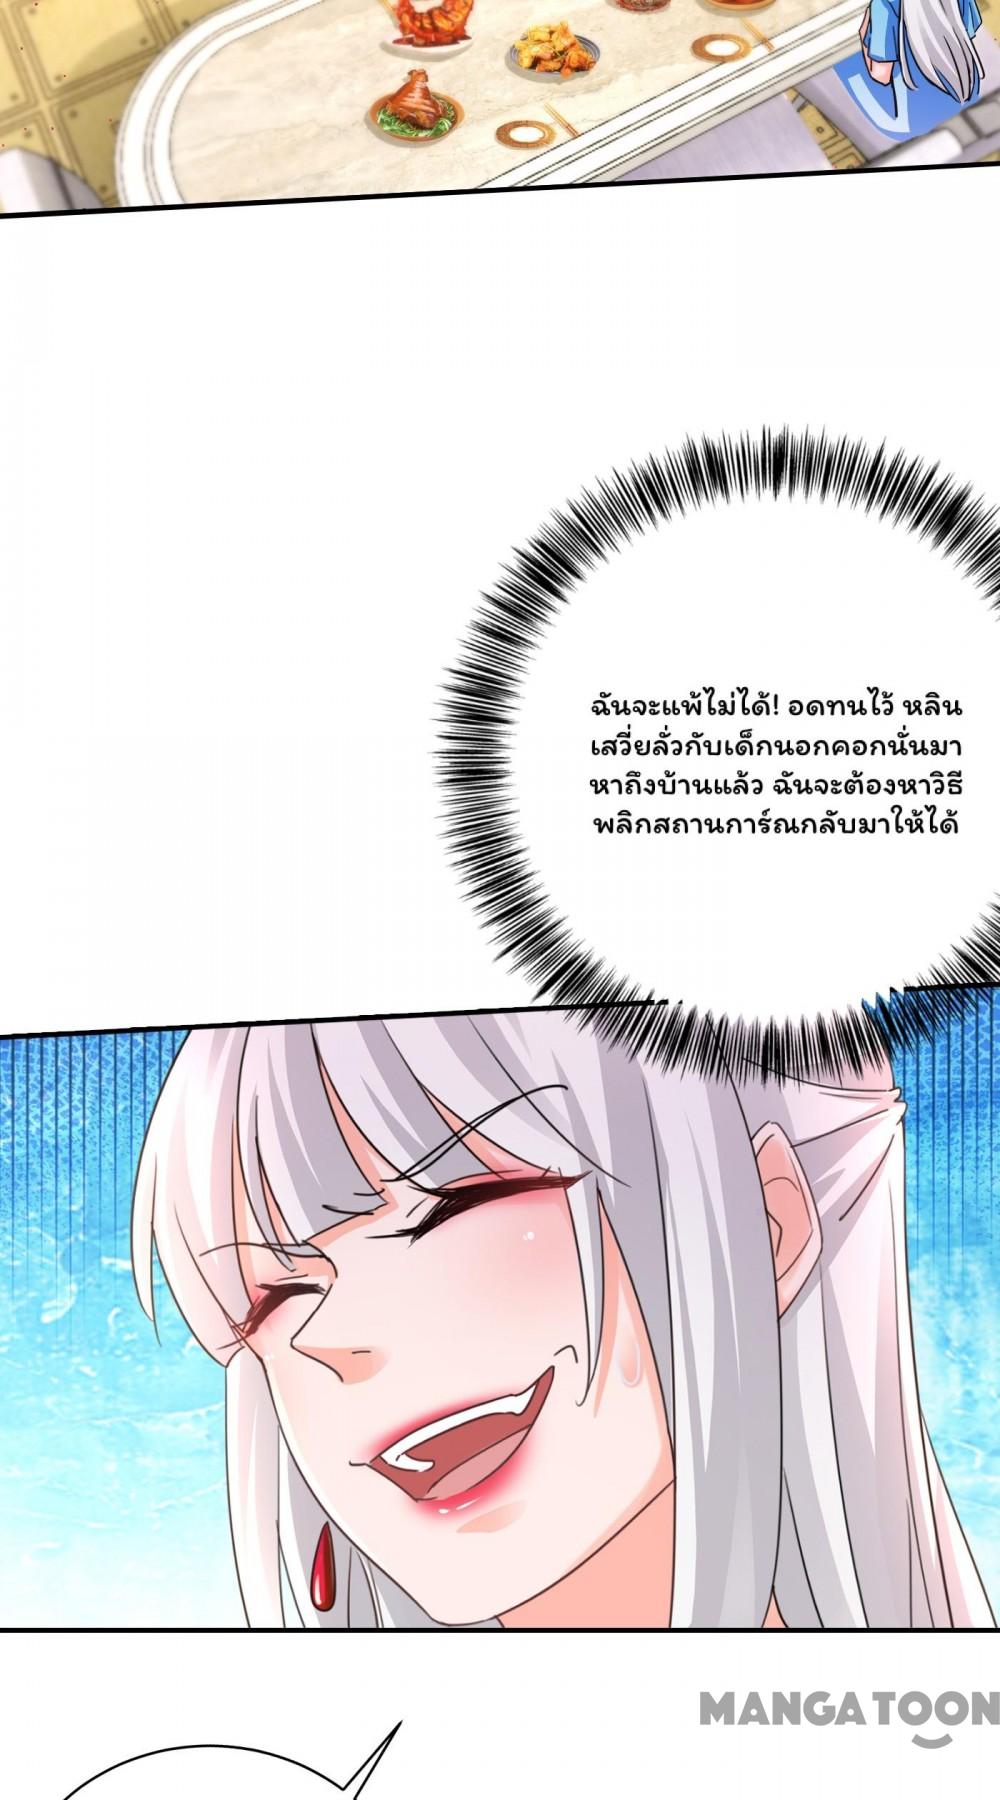 ฉันจะแพ้ไม่ได้! อดทนไว้ หลิน
เสวี่ยลั่วกับเด็กนอกคอกนั่นมา
หาถึงบ้านแล้ว ฉันจะต้องหาวิธี
พลิกสถานการ์ณกลับมาให้ได้
MANGATOON